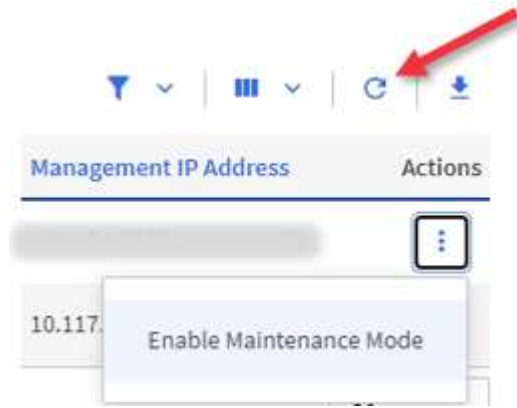 Management IP Address Actions
10.117.
Enable Maintenance Mode